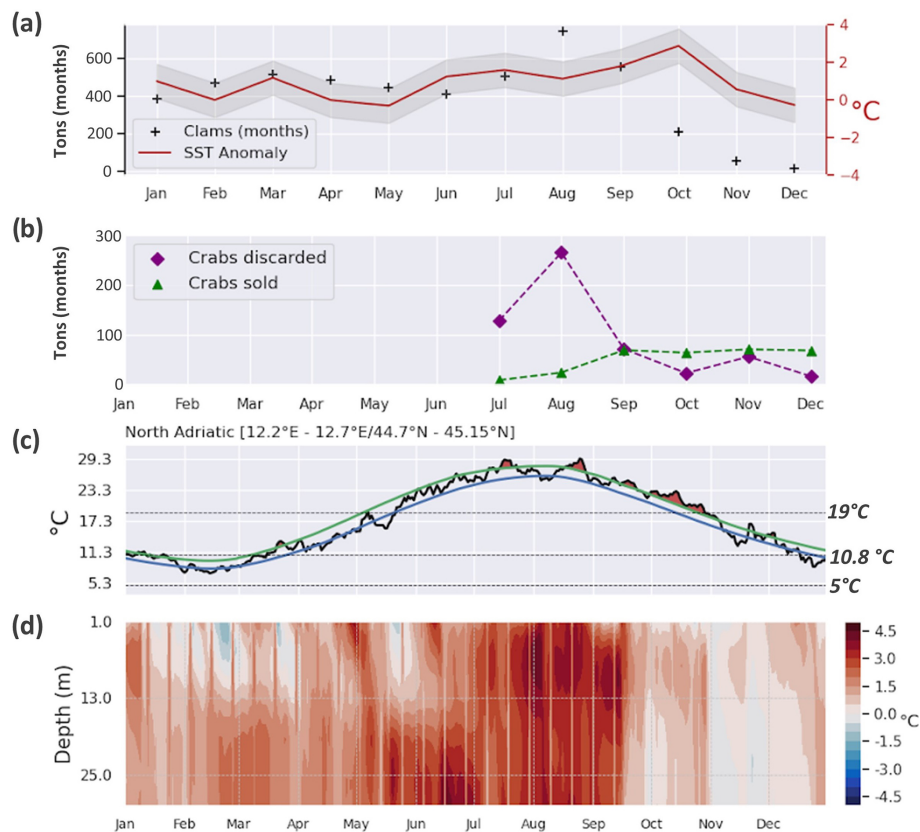 (a)
Tons (months)
600
400
200
0
Clams (months)
SST Anomaly
4
2
0
−2
−4
°C
Jan Feb Mar Apr May Jun Jul Aug Sep Oct Nov Dec
(b)
Tons (months)
300
200
100
0
Crabs discarded
Crabs sold
Jan Feb Mar Apr May Jun Jul Aug Sep Oct Nov Dec
(c)
North Adriatic [12.2°E - 12.7°E/44.7°N - 45.15°N]
°C
29.3
23.3
17.3
11.3
5.3
19°C
10.8 °C
5°C
(d)
Depth (m)
1.0
13.0
25.0
4.5
3.0
1.5
0.0
−1.5
−3.0
−4.5
°C
Jan Feb Mar Apr May Jun Jul Aug Sep Oct Nov Dec